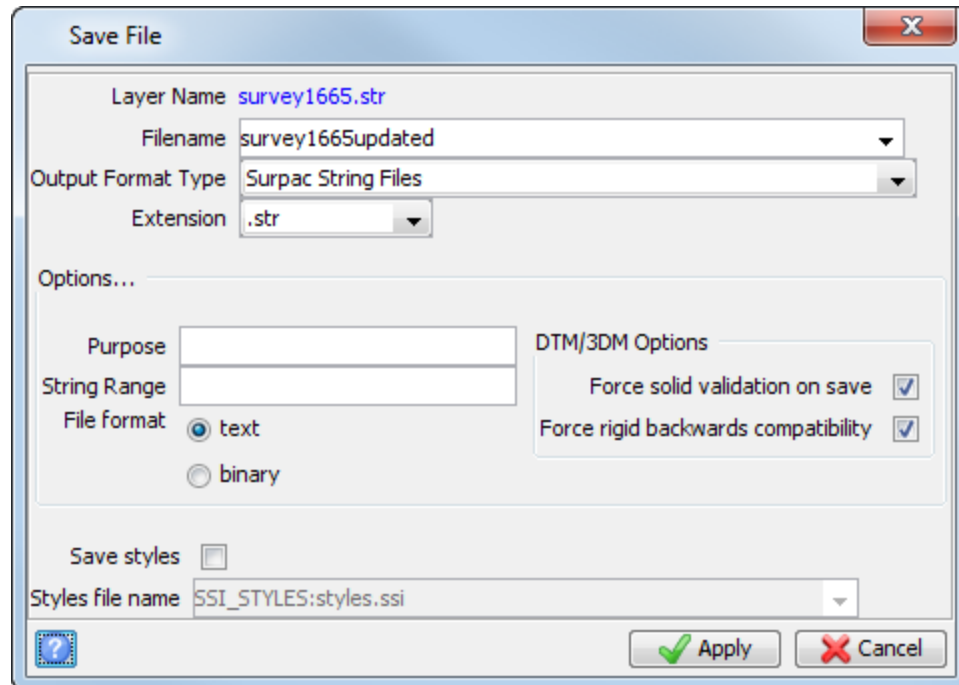 Save File
Layer Name survey1665.str
Filename survey1665updated
Output Format Type Surpac String Files
Extension .str
Options...
Purpose
String Range
File format text
binary
DTM/3DM Options
Force solid validation on save
Force rigid backwards compatibility
Save styles
Styles file name SSI_STYLES:styles.ssi
? Apply Cancel